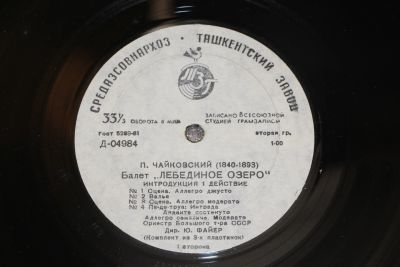 СРЕДАЗСОВНАРХОЗ · ТАШКЕНТСКИЙ ЗАВОД
ТЗГ
33⅓ ОБОРОТА В МИН
ЗАПИСАНО ВСЕСОЮЗНОЙ
СТУДИЕЙ ГРАМЗАПИСИ
ГОСТ 5289-61
вторая гр.
Д-04984
1-00
П. ЧАЙКОВСКИЙ (1840-1893)
Балет „ЛЕБЕДИНОЕ ОЗЕРО"
ИНТРОДУКЦИЯ 1 ДЕЙСТВИЕ
№ 1 Сцена. Аллегро джусто
№ 2 Вальс
№ 3 Сцена. Аллегро модерато
№ 4 Па-де-труа: Интрада
Анданте состенуто
Аллегро семпличе. Модерато
Оркестр Большого т-ра СССР
Дир. Ю. ФАЙЕР
(Комплект из 3-х пластинок)
1 сторона